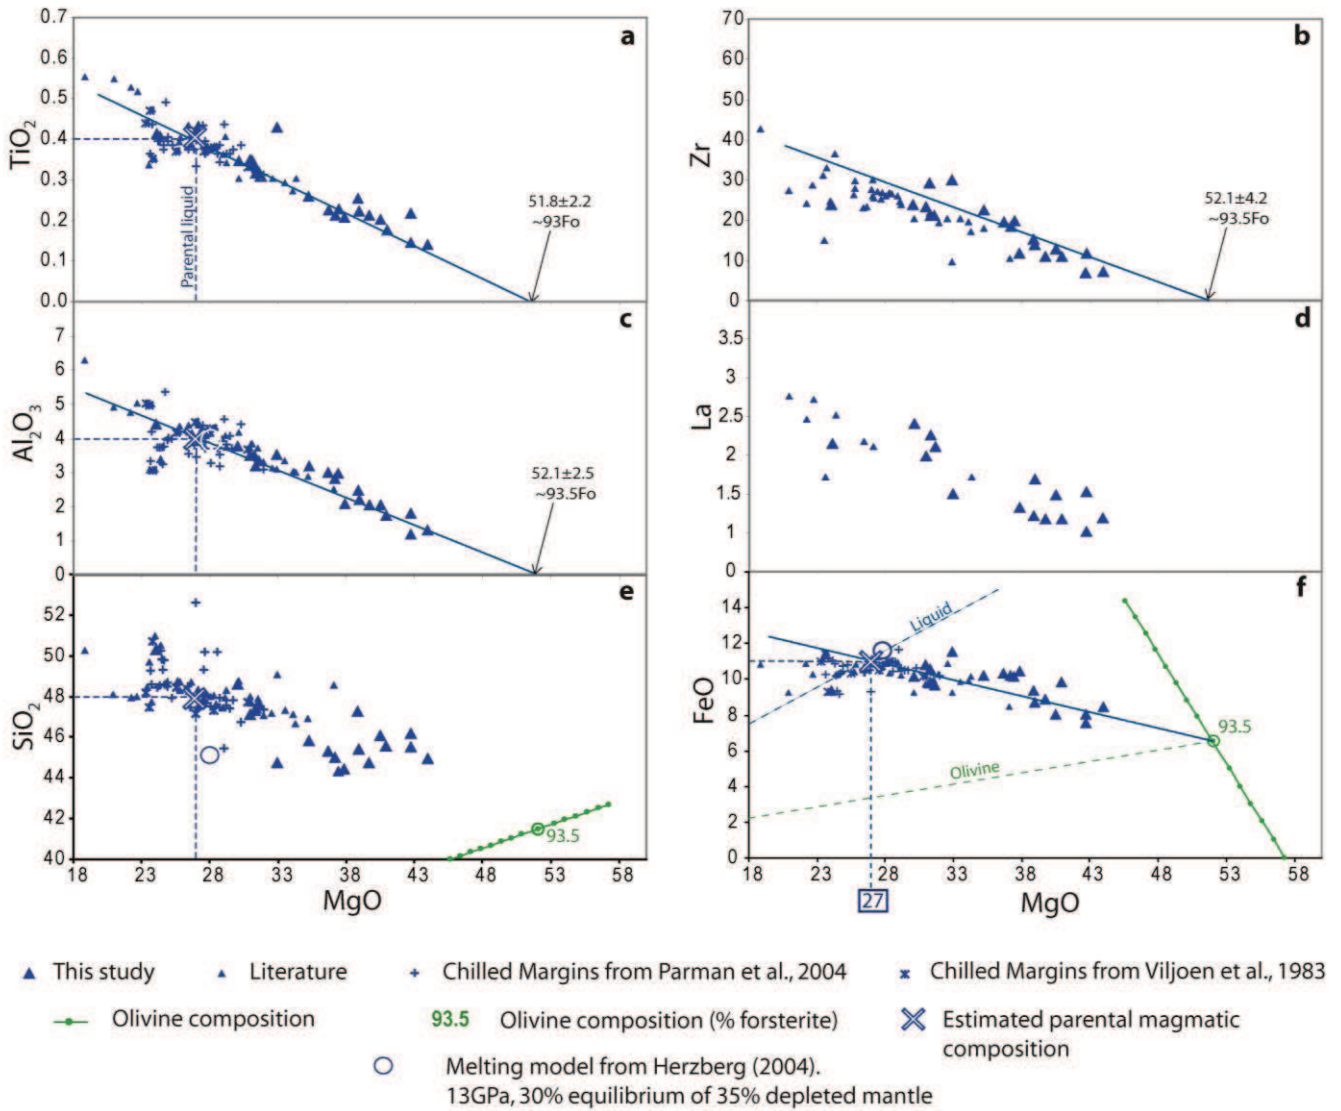 a
TiO2
0.7
0.6
0.5
0.4
0.3
0.2
0.1
0.0
Parental liquid
51.8±2.2
~93Fo
b
Zr
70
60
50
40
30
20
10
0
52.1±4.2
~93.5Fo
c
Al2O3
7
6
5
4
3
2
1
0
52.1±2.5
~93.5Fo
d
La
3.5
3
2.5
2
1.5
1
0
e
SiO2
52
50
48
46
44
42
40
93.5
18 23 28 33 38 43 48 53 58
MgO
f
FeO
14
12
10
8
6
4
2
0
Liquid
Olivine
93.5
18 23 28 33 38 43 48 53 58
27
MgO
This study
Literature
Chilled Margins from Parman et al., 2004
Chilled Margins from Viljoen et al., 1983
Olivine composition
93.5 Olivine composition (% forsterite)
Estimated parental magmatic
composition
Melting model from Herzberg (2004).
13GPa, 30% equilibrium of 35% depleted mantle